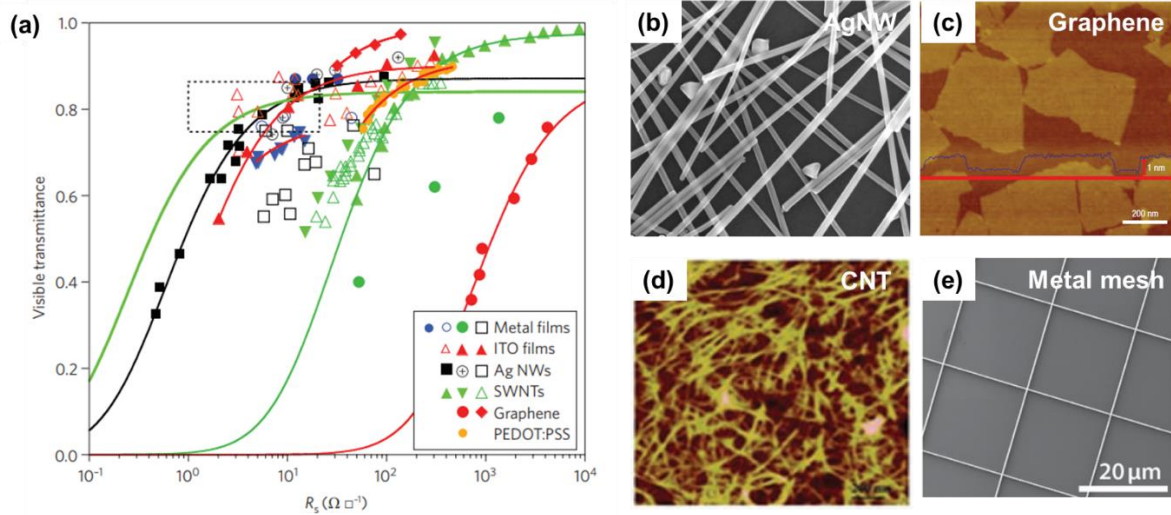 (a)
1.0
0.8
0.6
0.4
0.2
0.0
Visible transmittance
10⁻¹ 10⁰ 10¹ 10² 10³ 10⁴
Rₛ (Ω □⁻¹)
Metal films
ITO films
Ag NWs
SWNTs
Graphene
PEDOT:PSS
(b) AgNW
(c) Graphene
1 nm
200 nm
(d) CNT
(e) Metal mesh
20 μm